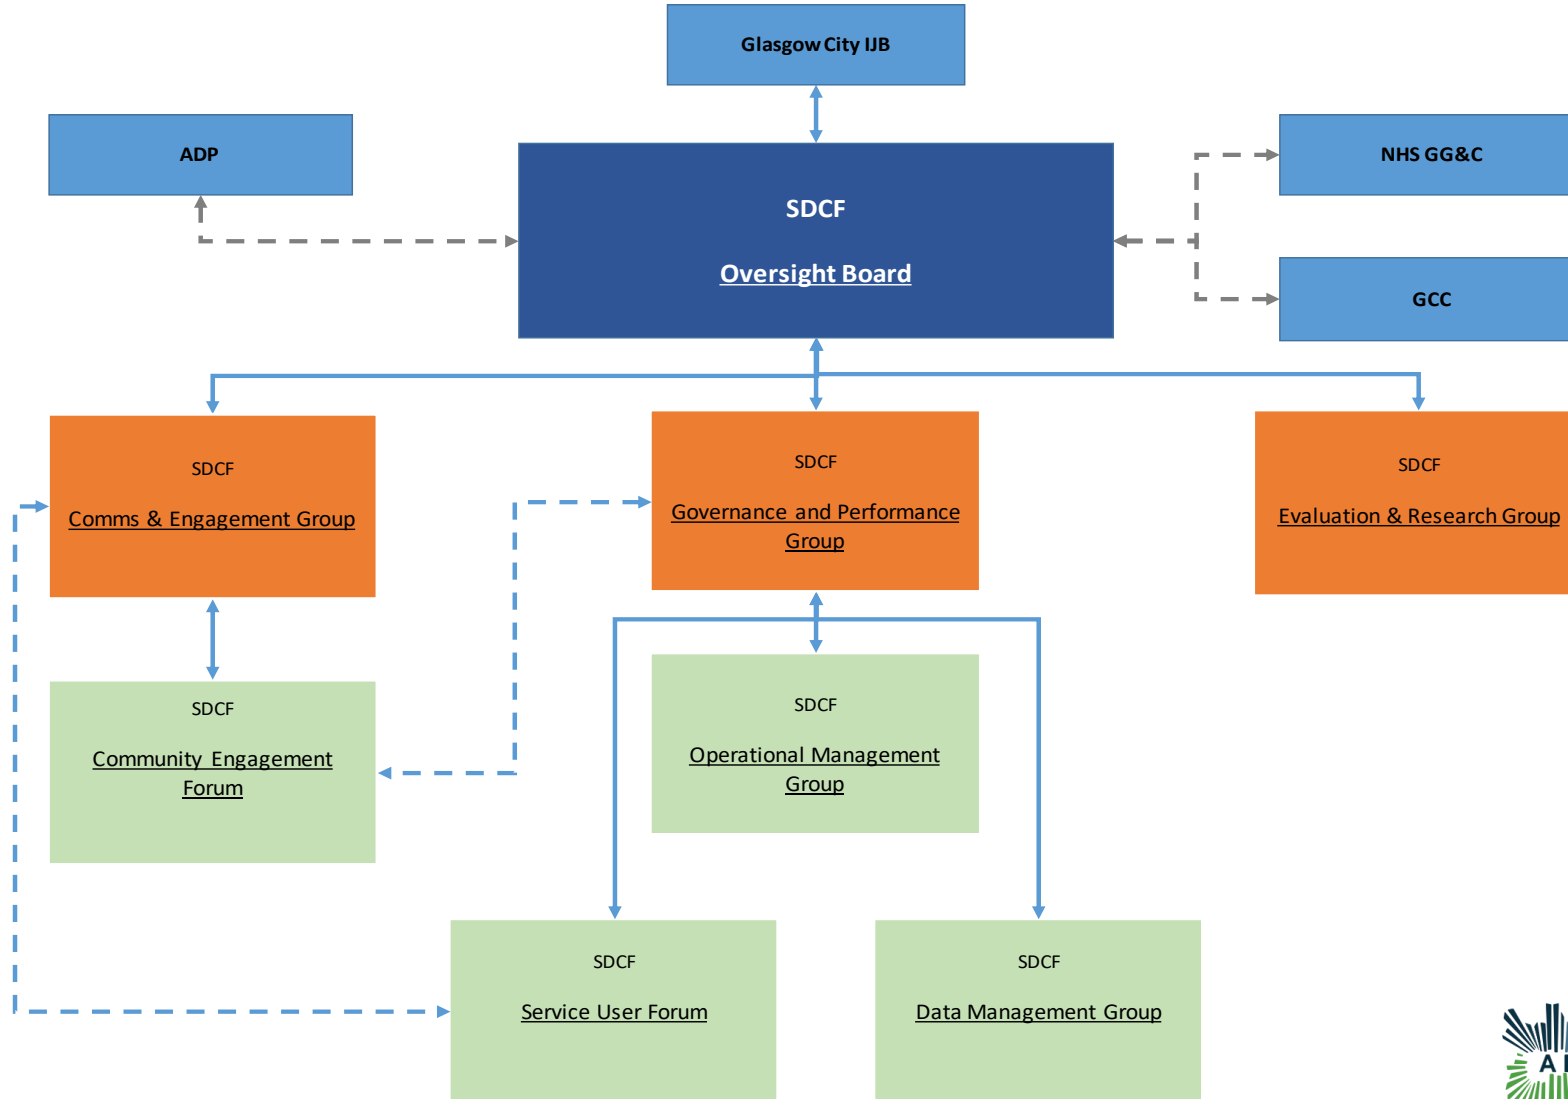 Glasgow City IJB
ADP
NHS GG&C
SDCF
Oversight Board
GCC
SDCF
Comms & Engagement Group
SDCF
Governance and Performance
Group
SDCF
Evaluation & Research Group
SDCF
Community Engagement
Forum
SDCF
Operational Management
Group
SDCF
Service User Forum
SDCF
Data Management Group